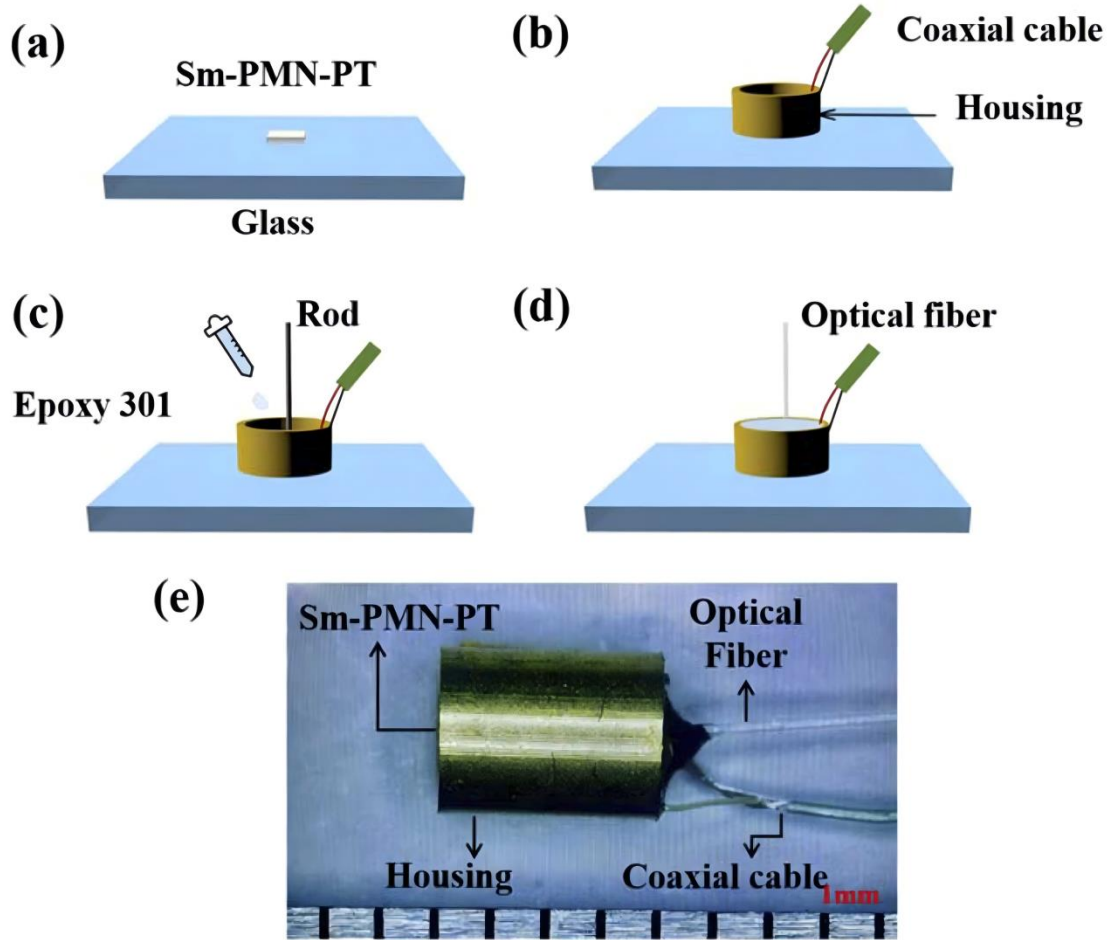 (a)
Sm-PMN-PT
Glass
(b)
Coaxial cable
Housing
(c)
Rod
Epoxy 301
(d)
Optical fiber
(e)
Sm-PMN-PT
Optical
Fiber
Housing
Coaxial cable
1mm